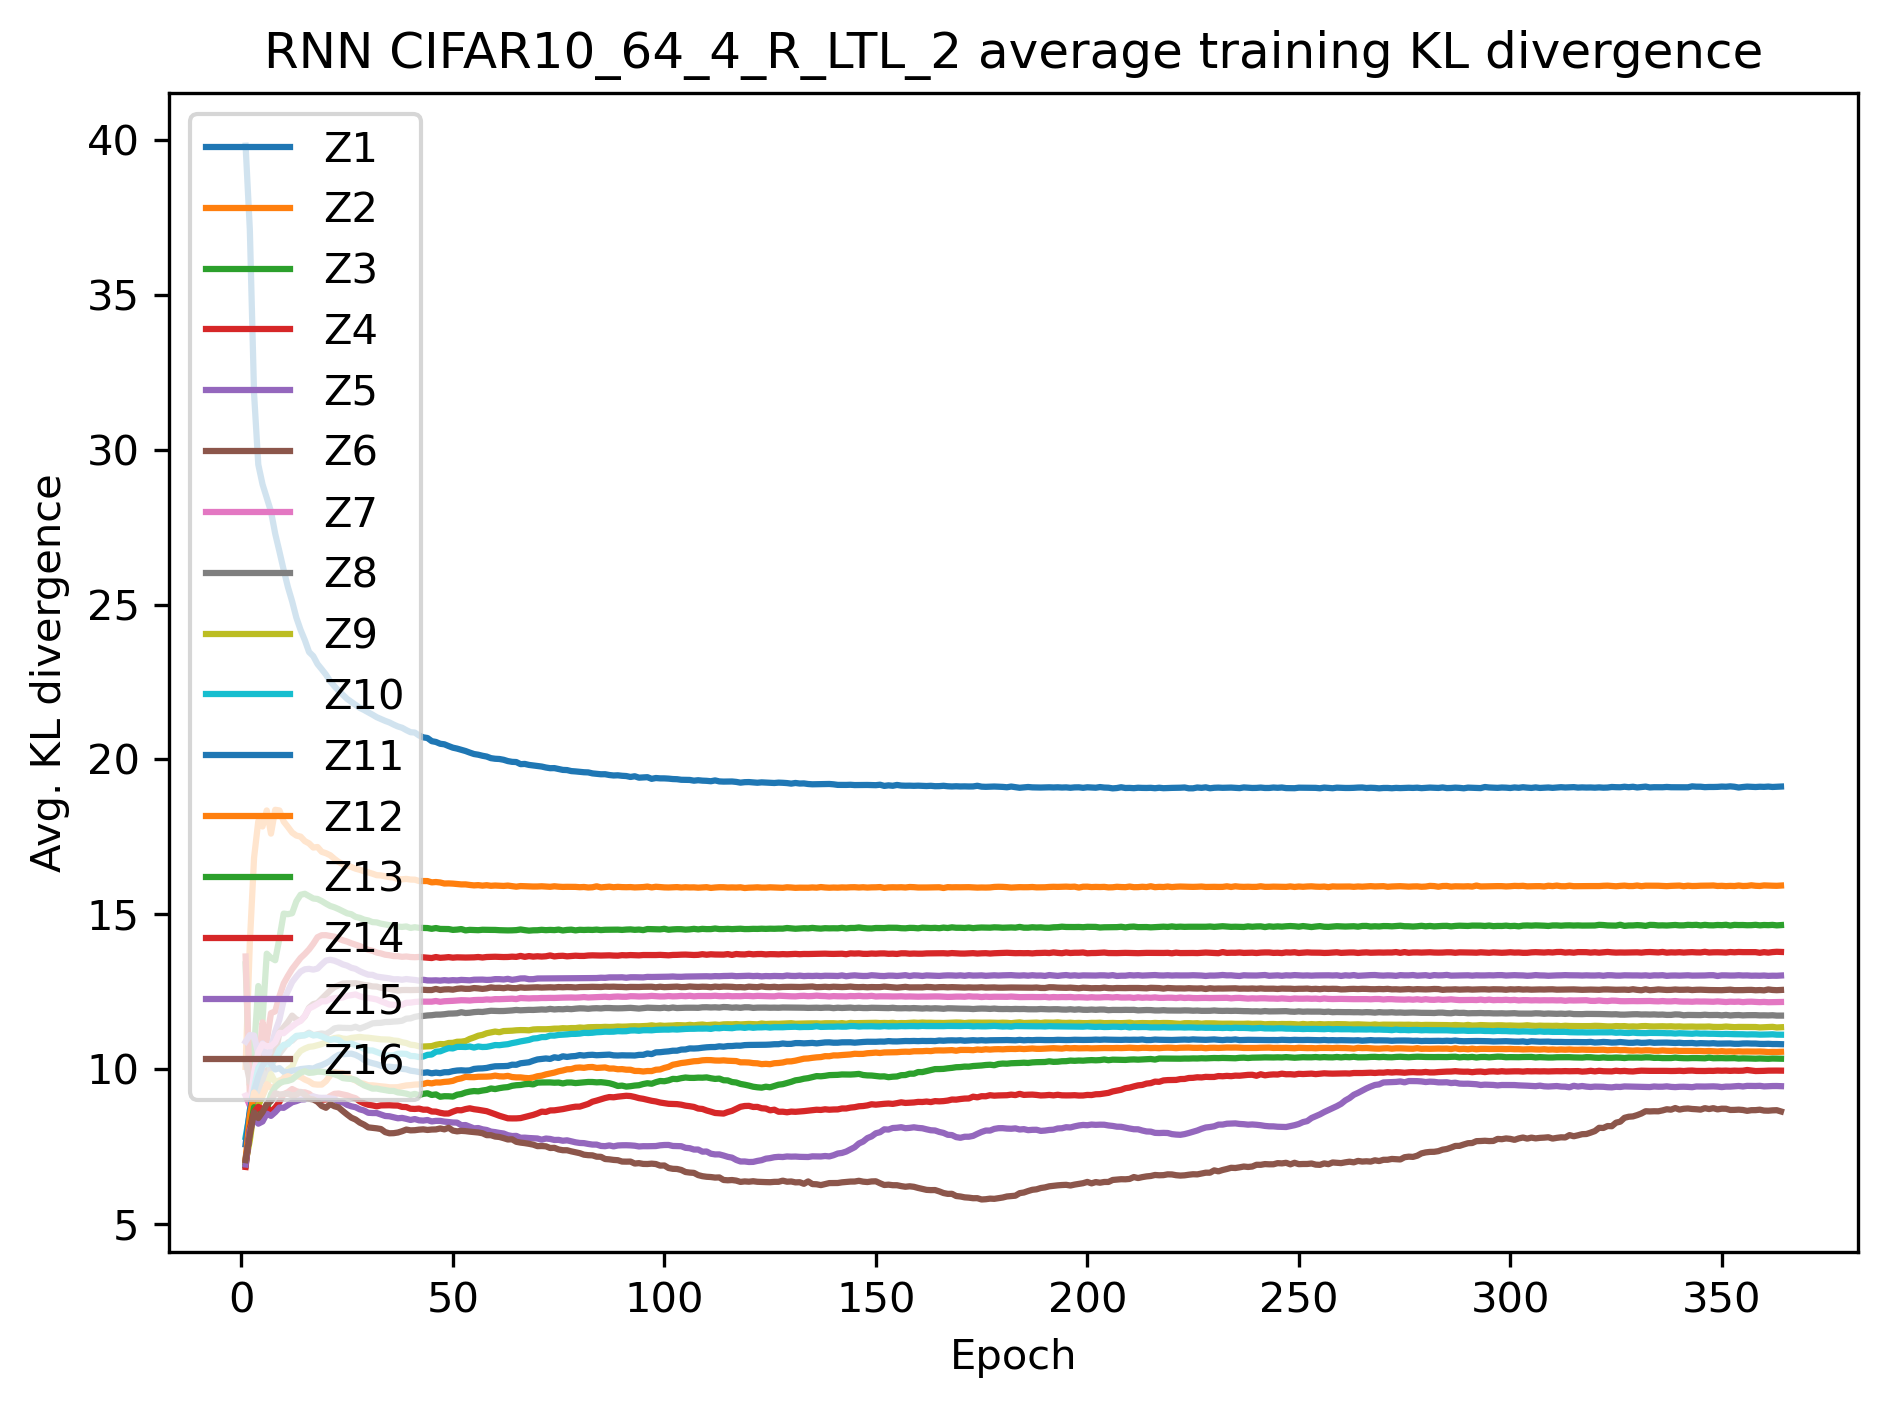 RNN CIFAR10_64_4_R_LTL_2 average training KL divergence
Avg. KL divergence
40
35
30
25
20
15
10
5
Z1
Z2
Z3
Z4
Z5
Z6
Z7
Z8
Z9
Z10
Z11
Z12
Z13
Z14
Z15
Z16
0 50 100 150 200 250 300 350
Epoch